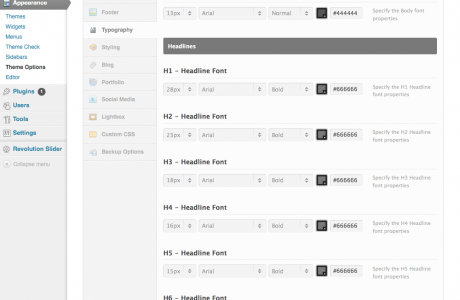 Appearance
Themes
Widgets
Menus
Theme Check
Sidebars
Theme Options
Editor
Plugins 1
Users
Tools
Settings
Revolution Slider
Collapse menu
Footer
Typography
Styling
Blog
Portfolio
Social Media
Lightbox
Custom CSS
Backup Options
13px Arial Normal #444444
Specify the Body font
properties
Headlines
H1 - Headline Font
28px Arial Bold #666666
Specify the H1 Headline
font properties
H2 - Headline Font
23px Arial Bold #666666
Specify the H2 Headline
font properties
H3 - Headline Font
18px Arial Bold #666666
Specify the H3 Headline
font properties
H4 - Headline Font
16px Arial Bold #666666
Specify the H4 Headline
font properties
H5 - Headline Font
15px Arial Bold #666666
Specify the H5 Headline
font properties
H6 - Headline Font